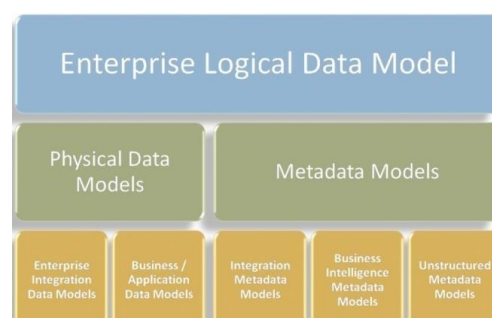 Enterprise Logical Data Model
Physical Data
Models
Metadata Models
Enterprise
Integration
Data Models
Business /
Application
Data Models
Integration
Metadata
Models
Business
Intelligence
Metadata
Models
Unstructured
Metadata
Models